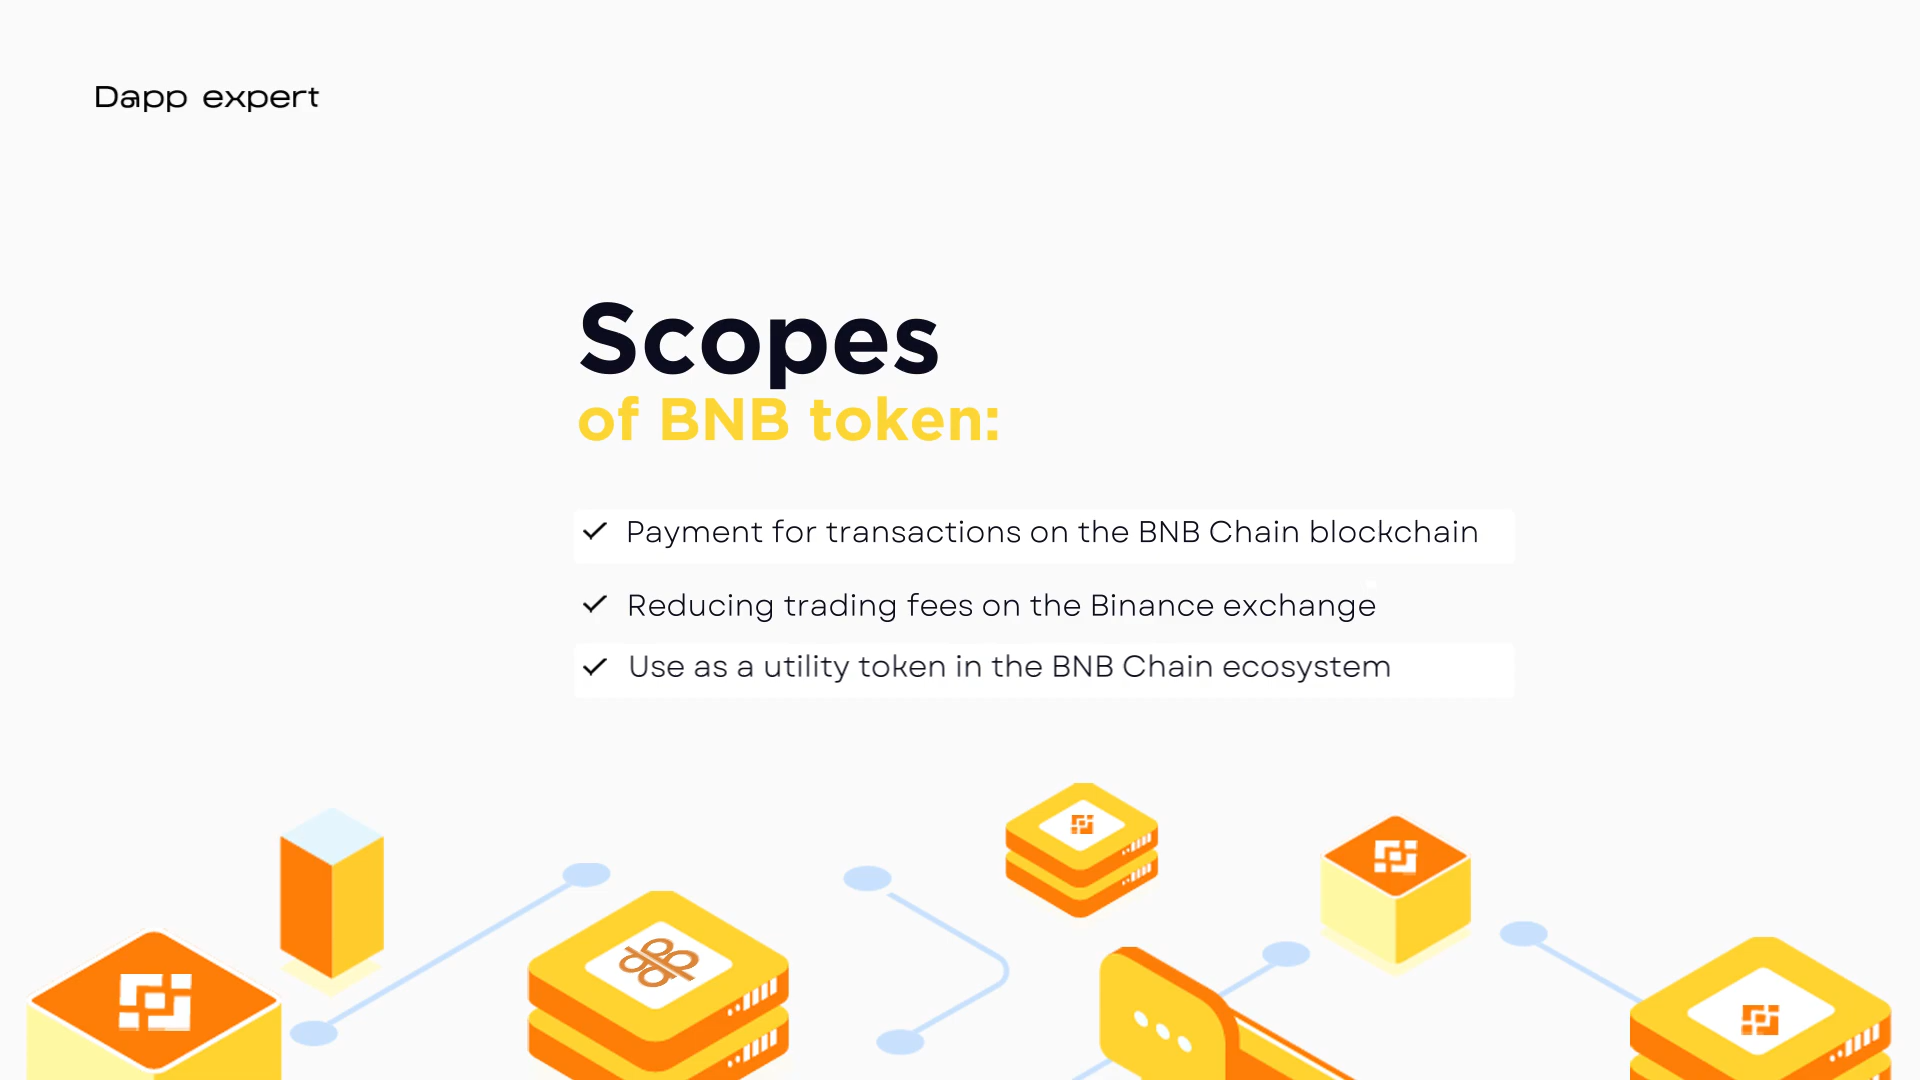 Dapp expert
Scopes
of BNB token:
Payment for transactions on the BNB Chain blockchain
Reducing trading fees on the Binance exchange
Use as a utility token in the BNB Chain ecosystem